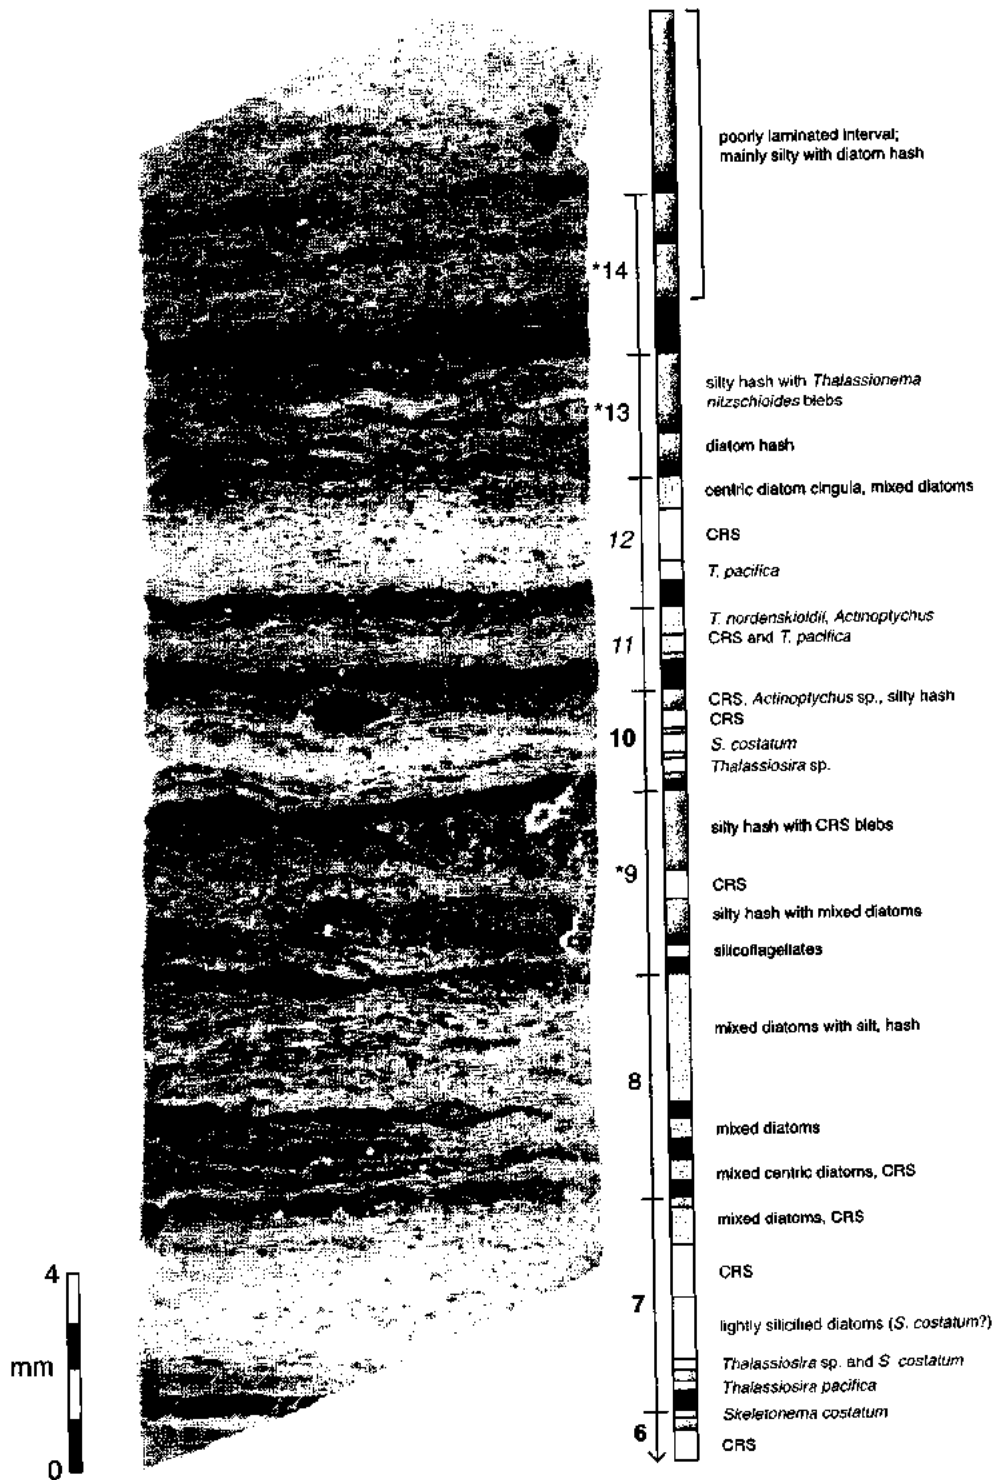 poorly laminated interval;
mainly silty with diatom hash
*14
silty hash with Thalassionema
nitzschioides blebs
*13
diatom hash
centric diatom cingula, mixed diatoms
12
CRS
T. pacifica
T. nordenskioldii, Actinoptychus
11
CRS and T. pacifica
CRS, Actinoptychus sp., silty hash
CRS
10
S. costatum
Thalassiosira sp.
silty hash with CRS blebs
*9
CRS
silty hash with mixed diatoms
silicoflagellates
mixed diatoms with silt, hash
8
mixed diatoms
mixed centric diatoms, CRS
mixed diatoms, CRS
CRS
7
lightly silicified diatoms (S. costatum?)
Thalassiosira sp. and S costatum
Thalassiosira pacifica
Skeletonema costatum
6
CRS
4
mm
0